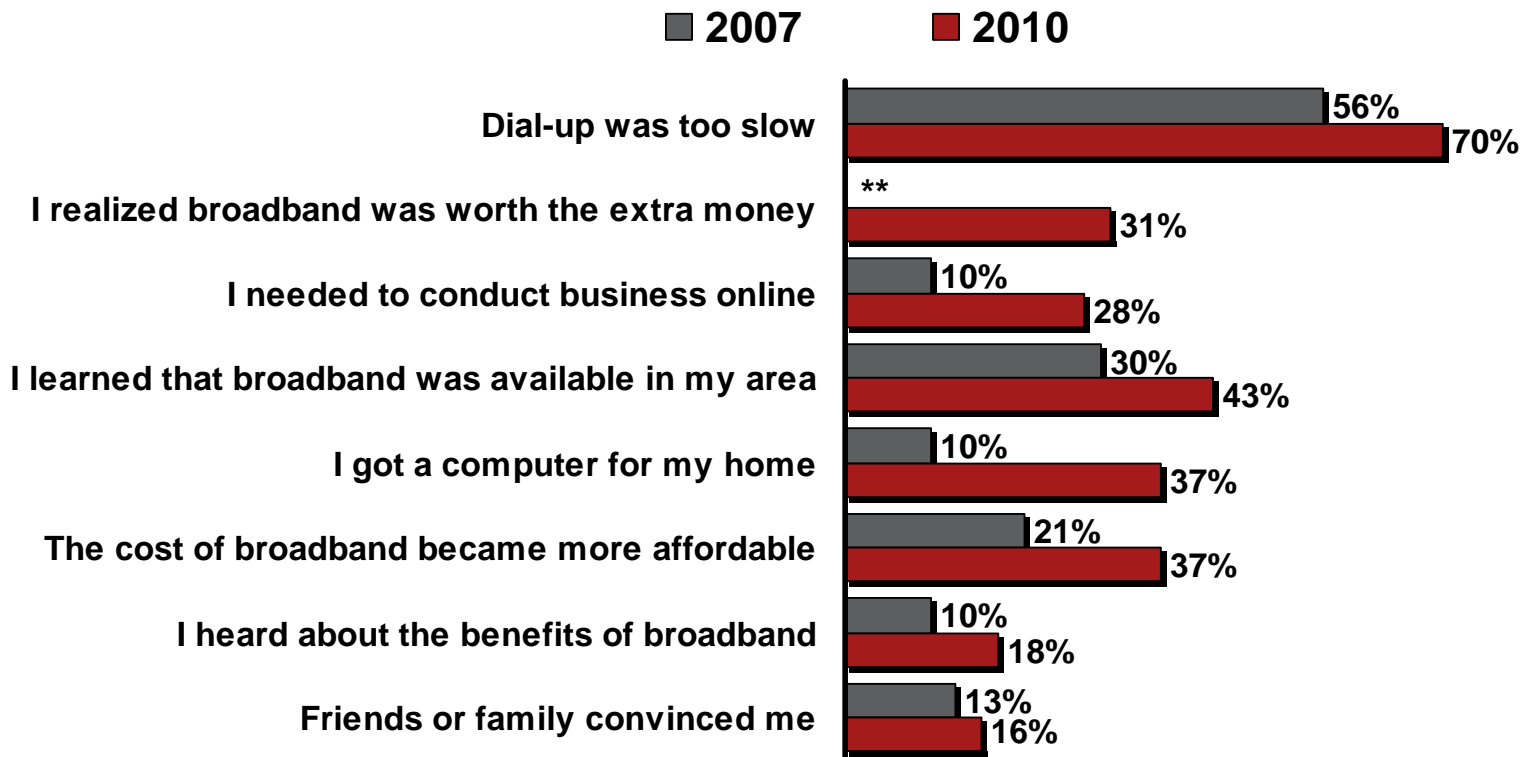 2007 2010
Dial-up was too slow
56%
70%
**
I realized broadband was worth the extra money
31%
10%
I needed to conduct business online
28%
30%
I learned that broadband was available in my area
43%
10%
I got a computer for my home
37%
21%
The cost of broadband became more affordable
37%
10%
I heard about the benefits of broadband
18%
13%
Friends or family convinced me
16%